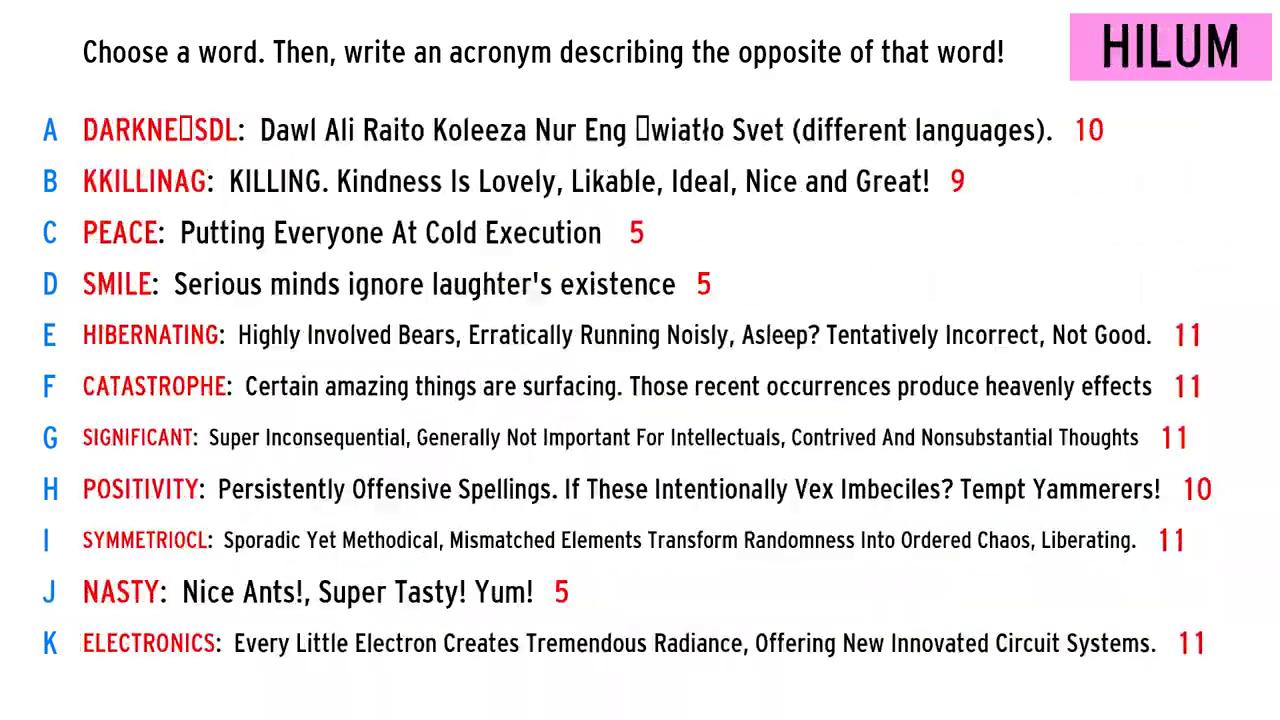 Choose a word. Then, write an acronym describing the opposite of that word!
HILUM
A DARKNE▯SDL: Dawl Ali Raito Koleeza Nur Eng ▯wiatło Svet (different languages). 10
B KKILLINAG: KILLING. Kindness Is Lovely, Likable, Ideal, Nice and Great! 9
C PEACE: Putting Everyone At Cold Execution 5
D SMILE: Serious minds ignore laughter's existence 5
E HIBERNATING: Highly Involved Bears, Erratically Running Noisly, Asleep? Tentatively Incorrect, Not Good. 11
F CATASTROPHE: Certain amazing things are surfacing. Those recent occurrences produce heavenly effects 11
G SIGNIFICANT: Super Inconsequential, Generally Not Important For Intellectuals, Contrived And Nonsubstantial Thoughts 11
H POSITIVITY: Persistently Offensive Spellings. If These Intentionally Vex Imbeciles? Tempt Yammerers! 10
I SYMMETRIOCL: Sporadic Yet Methodical, Mismatched Elements Transform Randomness Into Ordered Chaos, Liberating. 11
J NASTY: Nice Ants!, Super Tasty! Yum! 5
K ELECTRONICS: Every Little Electron Creates Tremendous Radiance, Offering New Innovated Circuit Systems. 11